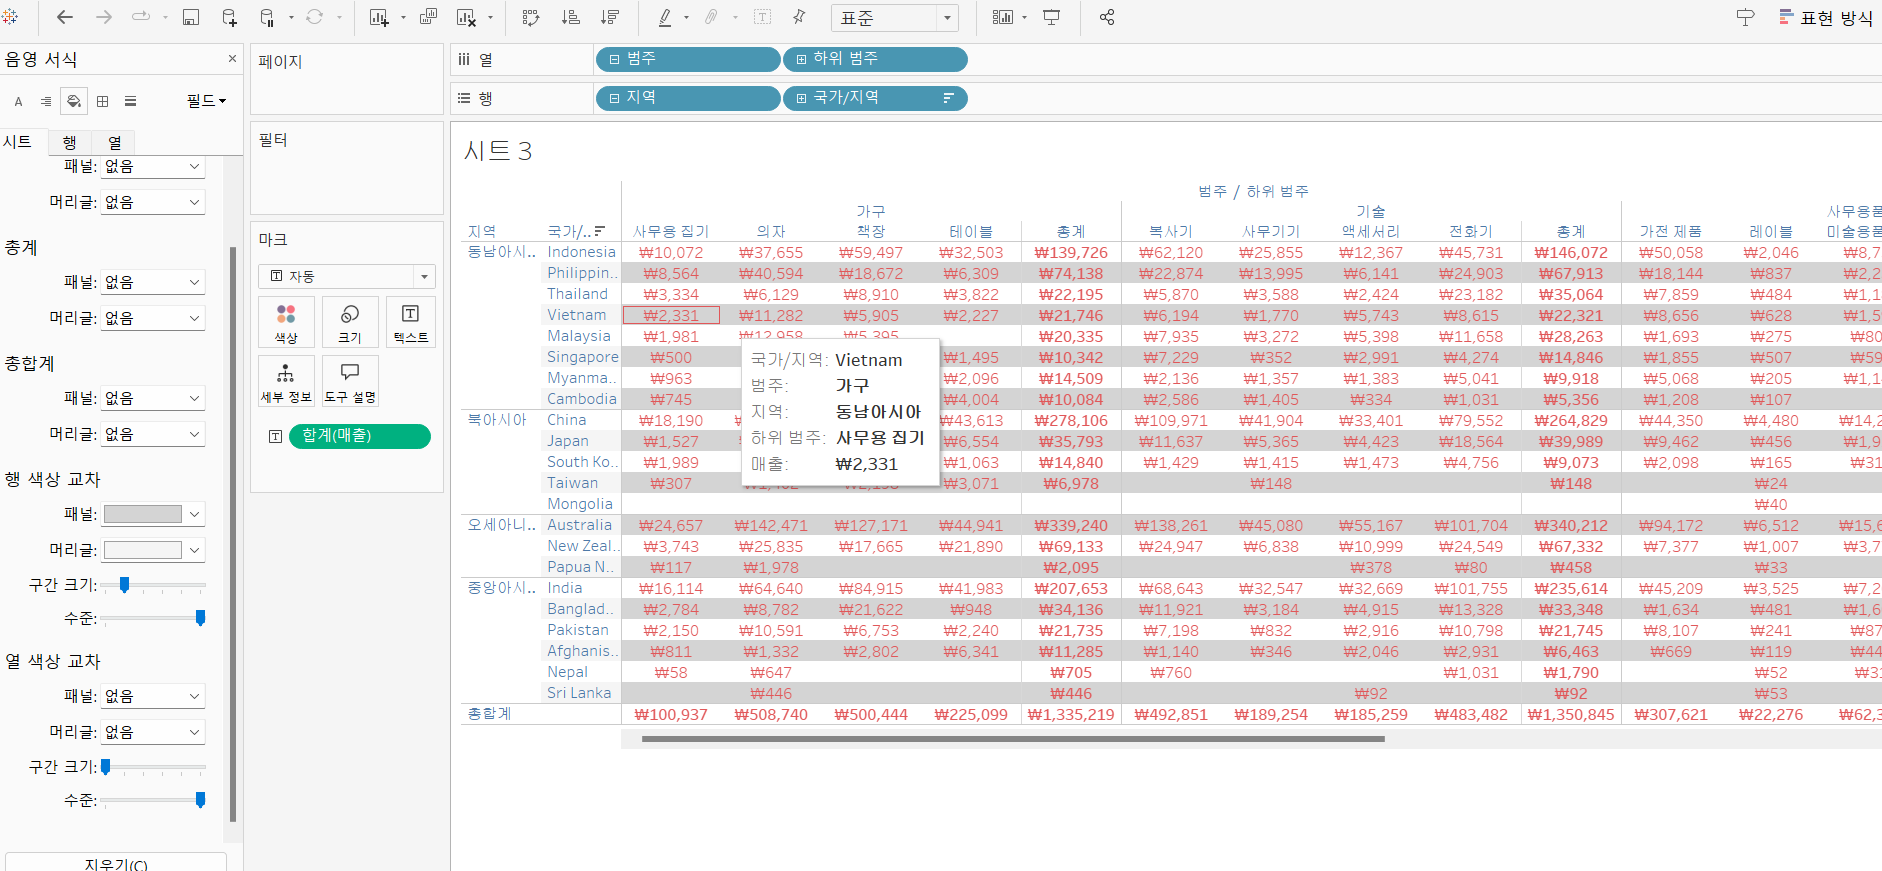 표준
표현 방식
음영 서식
×
필드
시트 행 열
패널: 없음
머리글: 없음
총계
패널: 없음
머리글: 없음
총합계
패널: 없음
머리글: 없음
행 색상 교차
패널:
머리글:
구간 크기:
수준:
열 색상 교차
패널: 없음
머리글: 없음
구간 크기:
수준:
지우기(C)
페이지
필터
마크
자동
색상 크기 텍스트
세부 정보 도구 설명
합계(매출)
열 범주 하위 범주
행 지역 국가/지역
시트 3
범주 / 하위 범주
가구 기술 사무용품
지역 국가/.. 사무용 집기 의자 책장 테이블 총계 복사기 사무기기 액세서리 전화기 총계 가전 제품 레이블 미술용품
동남아시.. Indonesia ₩10,072 ₩37,655 ₩59,497 ₩32,503 ₩139,726 ₩62,120 ₩25,855 ₩12,367 ₩45,731 ₩146,072 ₩50,058 ₩2,046 ₩8,7
Philippin.. ₩8,564 ₩40,594 ₩18,672 ₩6,309 ₩74,138 ₩22,874 ₩13,995 ₩6,141 ₩24,903 ₩67,913 ₩18,144 ₩837 ₩2,2
Thailand ₩3,334 ₩6,129 ₩8,910 ₩3,822 ₩22,195 ₩5,870 ₩3,588 ₩2,424 ₩23,182 ₩35,064 ₩7,859 ₩484 ₩1,1
Vietnam ₩2,331 ₩11,282 ₩5,905 ₩2,227 ₩21,746 ₩6,194 ₩1,770 ₩5,743 ₩8,615 ₩22,321 ₩8,656 ₩628 ₩1,5
Malaysia ₩1,981 ₩12,958 ₩5,395 ₩20,335 ₩7,935 ₩3,272 ₩5,398 ₩11,658 ₩28,263 ₩1,693 ₩275 ₩80
Singapore ₩500 ₩1,495 ₩10,342 ₩7,229 ₩352 ₩2,991 ₩4,274 ₩14,846 ₩1,855 ₩507 ₩59
Myanma.. ₩963 ₩2,096 ₩14,509 ₩2,136 ₩1,357 ₩1,383 ₩5,041 ₩9,918 ₩5,068 ₩205 ₩1,1
Cambodia ₩745 ₩4,004 ₩10,084 ₩2,586 ₩1,405 ₩334 ₩1,031 ₩5,356 ₩1,208 ₩107
북아시아 China ₩18,190 ₩43,613 ₩278,106 ₩109,971 ₩41,904 ₩33,401 ₩79,552 ₩264,829 ₩44,350 ₩4,480 ₩14,2
Japan ₩1,527 ₩6,554 ₩35,793 ₩11,637 ₩5,365 ₩4,423 ₩18,564 ₩39,989 ₩9,462 ₩456 ₩1,9
South Ko.. ₩1,989 ₩1,063 ₩14,840 ₩1,429 ₩1,415 ₩1,473 ₩4,756 ₩9,073 ₩2,098 ₩165 ₩31
Taiwan ₩307 ₩3,071 ₩6,978 ₩148 ₩148 ₩24
Mongolia ₩40
오세아니.. Australia ₩24,657 ₩142,471 ₩127,171 ₩44,941 ₩339,240 ₩138,261 ₩45,080 ₩55,167 ₩101,704 ₩340,212 ₩94,172 ₩6,512 ₩15,6
New Zeal.. ₩3,743 ₩25,835 ₩17,665 ₩21,890 ₩69,133 ₩24,947 ₩6,838 ₩10,999 ₩24,549 ₩67,332 ₩7,377 ₩1,007 ₩3,7
Papua N.. ₩117 ₩1,978 ₩2,095 ₩378 ₩80 ₩458 ₩33
중앙아시.. India ₩16,114 ₩64,640 ₩84,915 ₩41,983 ₩207,653 ₩68,643 ₩32,547 ₩32,669 ₩101,755 ₩235,614 ₩45,209 ₩3,525 ₩7,2
Banglad.. ₩2,784 ₩8,782 ₩21,622 ₩948 ₩34,136 ₩11,921 ₩3,184 ₩4,915 ₩13,328 ₩33,348 ₩1,634 ₩481 ₩1,6
Pakistan ₩2,150 ₩10,591 ₩6,753 ₩2,240 ₩21,735 ₩7,198 ₩832 ₩2,916 ₩10,798 ₩21,745 ₩8,107 ₩241 ₩87
Afghanis.. ₩811 ₩1,332 ₩2,802 ₩6,341 ₩11,285 ₩1,140 ₩346 ₩2,046 ₩2,931 ₩6,463 ₩669 ₩119 ₩44
Nepal ₩58 ₩647 ₩705 ₩760 ₩1,031 ₩1,790 ₩52 ₩31
Sri Lanka ₩446 ₩446 ₩92 ₩92 ₩53
총합계 ₩100,937 ₩508,740 ₩500,444 ₩225,099 ₩1,335,219 ₩492,851 ₩189,254 ₩185,259 ₩483,482 ₩1,350,845 ₩307,621 ₩22,276 ₩62,3
국가/지역: Vietnam
범주: 가구
지역: 동남아시아
하위 범주: 사무용 집기
매출: ₩2,331